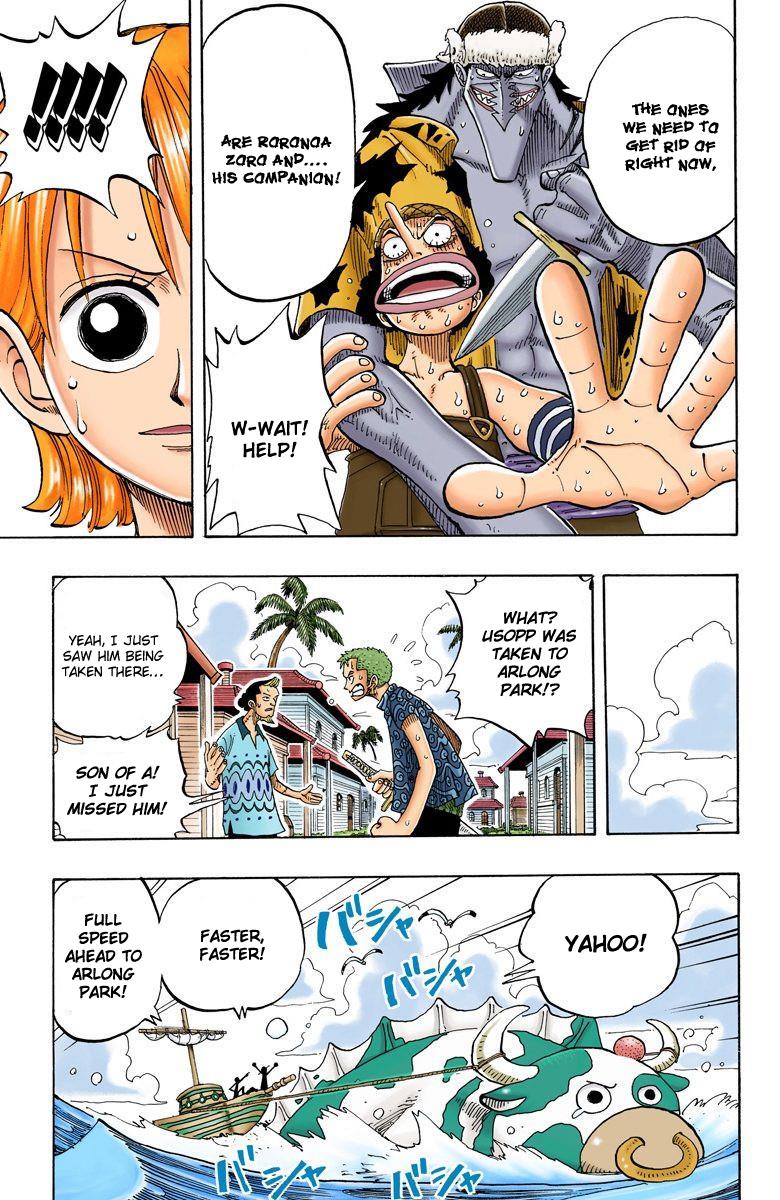 THE ONES
WE NEED TO
GET RID OF
RIGHT NOW,
ARE RORONOA
ZORO AND....
HIS COMPANION!
W-WAIT!
HELP!
!!!!
WHAT?
USOPP WAS
TAKEN TO
ARLONG
PARK!?
YEAH, I JUST
SAW HIM BEING
TAKEN THERE...
SON OF A!
I JUST
MISSED HIM!
YAHOO!
FASTER,
FASTER!
FULL
SPEED
AHEAD TO
ARLONG
PARK!
バシャ
バシャ
バシャ
バシャ